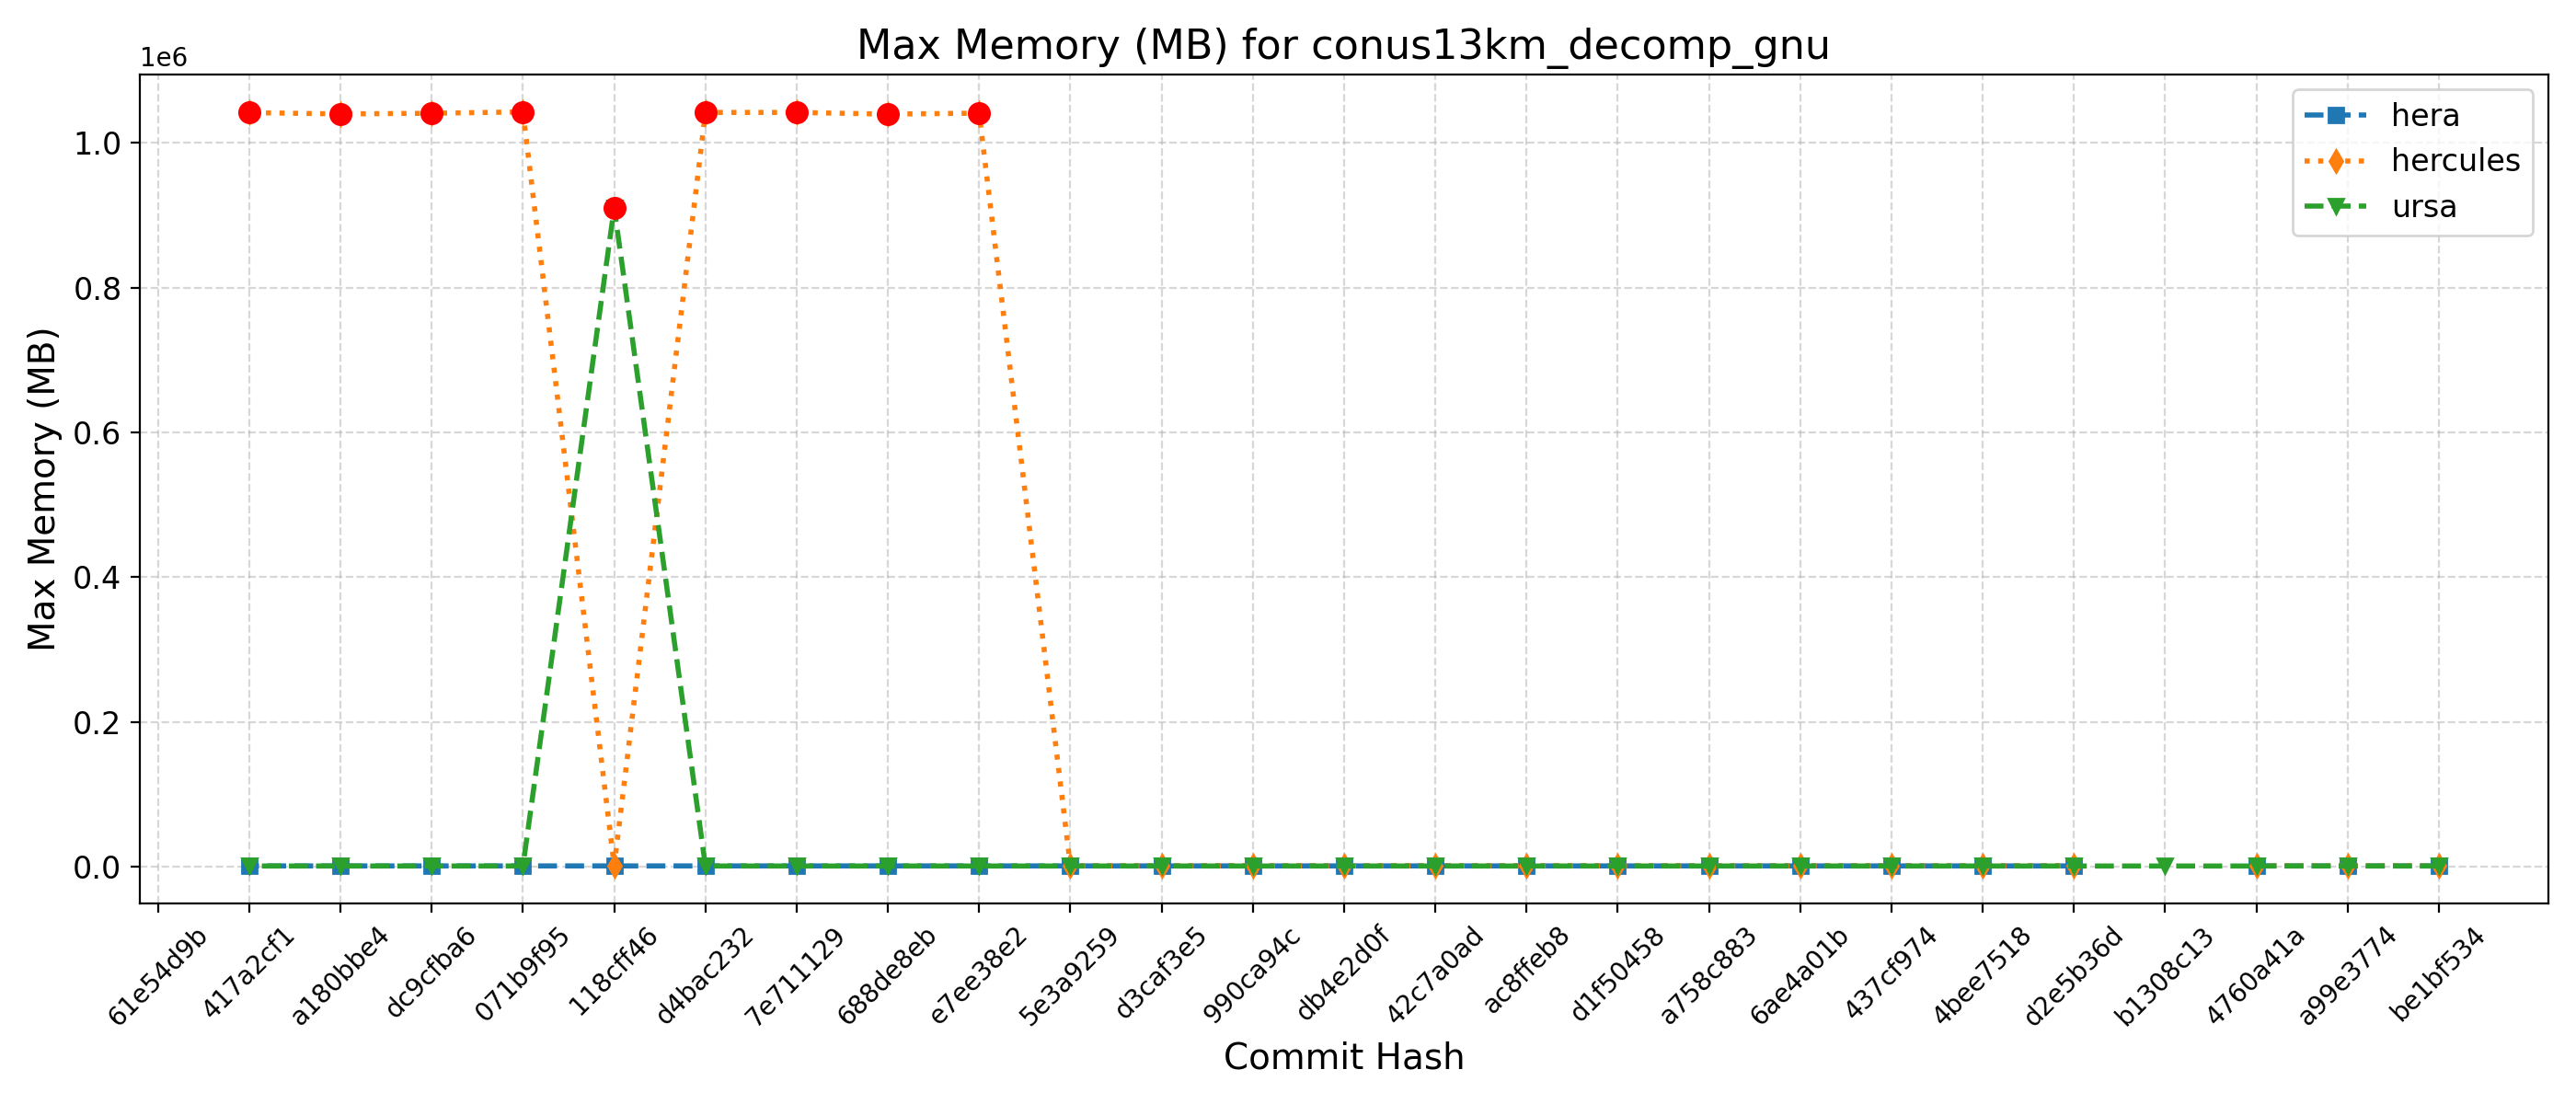 Max Memory (MB) for conus13km_decomp_gnu
1e6
1.0
0.8
0.6
0.4
0.2
0.0
Max Memory (MB)
hera
hercules
ursa
61e54d9b
417a2cf1
a180bbe4
dc9cfba6
071b9f95
118cff46
d4bac232
7e711129
688de8eb
e7ee38e2
5e3a9259
d3caf3e5
990ca94c
db4e2d0f
42c7a0ad
ac8ffeb8
d1f50458
a758c883
6ae4a01b
437cf974
4bee7518
d2e5b36d
b1308c13
4760a41a
a99e3774
be1bf534
Commit Hash